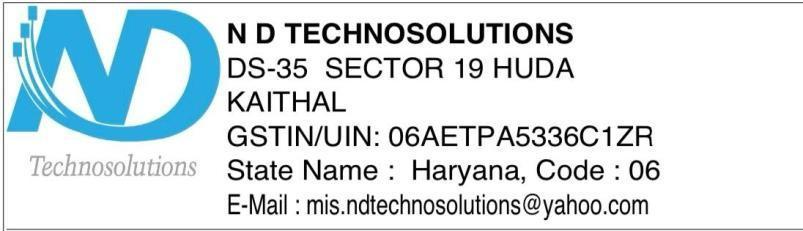 ND
Technosolutions
N D TECHNOSOLUTIONS
DS-35 SECTOR 19 HUDA
KAITHAL
GSTIN/UIN: 06AETPA5336C1ZR
State Name : Haryana, Code : 06
E-Mail : mis.ndtechnosolutions@yahoo.com